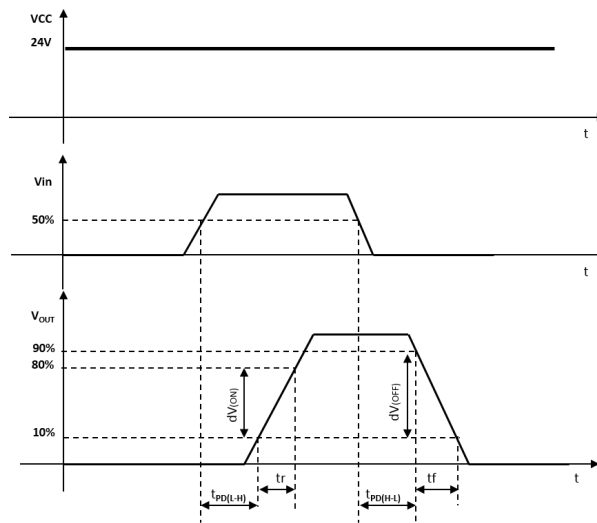 VCC
24V
t
Vin
50%
t
VOUT
90%
80%
dV(ON)
dV(OFF)
10%
t
tPD(L-H)
tr
tPD(H-L)
tf